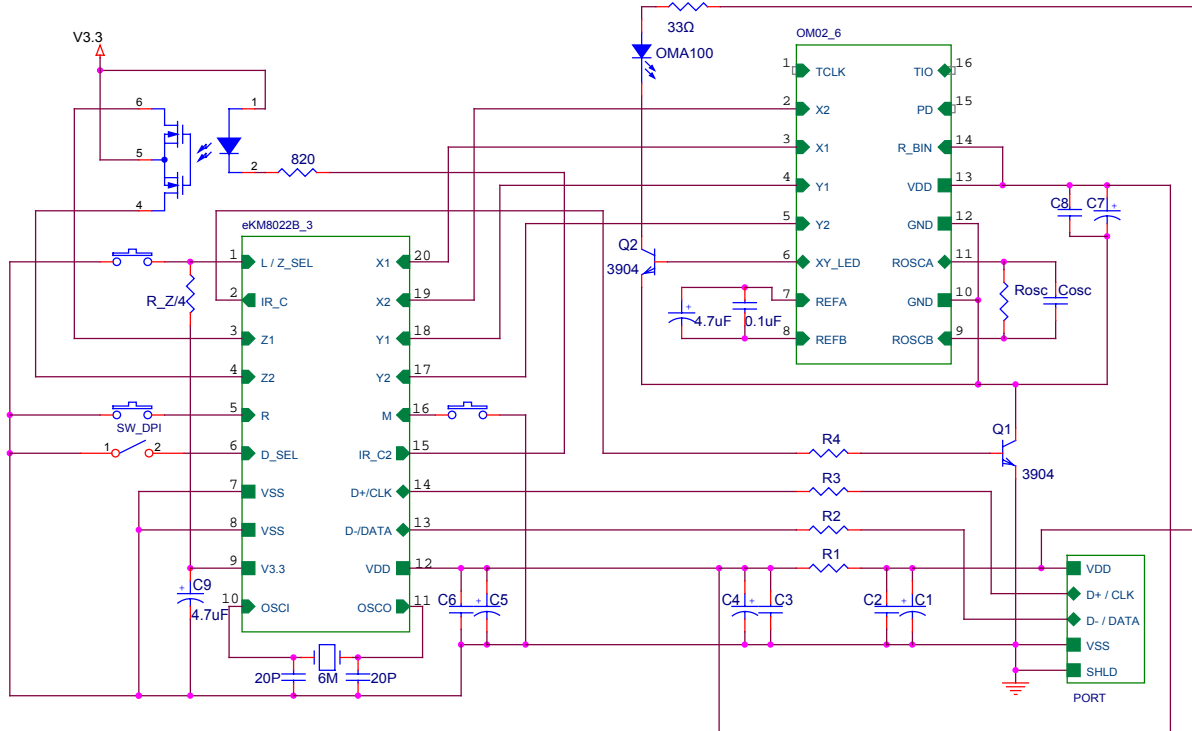 33Ω
OM02_6
V3.3
OMA100
1 TCLK TIO 16
2 X2 PD 15
3 X1 R_BIN 14
4 Y1 VDD 13
5 Y2 GND 12
6 XY_LED ROSCA 11
7 REFA GND 10
8 REFB ROSCB 9
6
5
4
1
2
820
C8
C7
+
Q2
3904
+
4.7uF
0.1uF
Rosc
Cosc
eKM8022B_3
1 L / Z_SEL X1 20
2 IR_C X2 19
3 Z1 Y1 18
4 Z2 Y2 17
5 R M 16
6 D_SEL IR_C2 15
7 VSS D+/CLK 14
8 VSS D-/DATA 13
9 V3.3 VDD 12
10 OSCI OSCO 11
R_Z/4
SW_DPI
1
2
Q1
3904
R4
R3
R2
R1
+
C9
4.7uF
C6
+
C5
C4
+
C3
C2
+
C1
VDD
D+ / CLK
D- / DATA
VSS
SHLD
PORT
20P
6M
20P